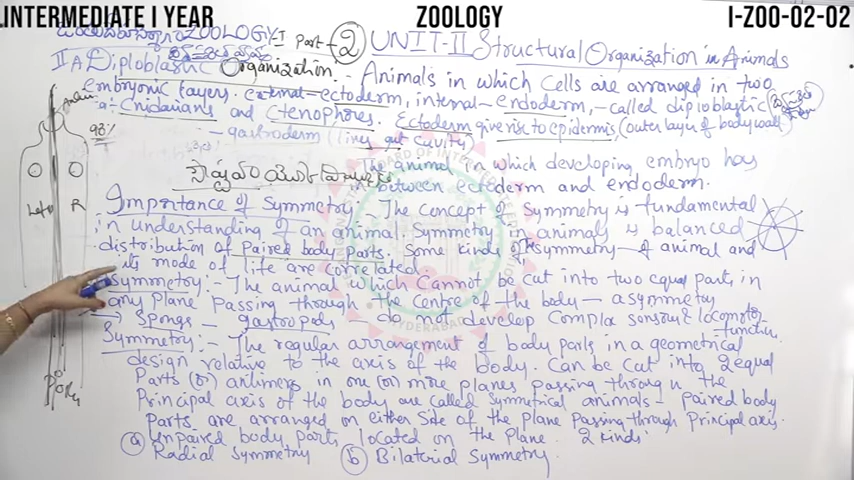 INTERMEDIATE I YEAR
ZOOLOGY
I-ZOO-02-02
ZOOLOGY I Part - 2 UNIT-II Structural Organization in Animals
II A Diploblastic Organization :- Animals in which cells are arranged in two
embryonic layers. external-ectoderm, internal-endoderm, - called diploblastic
Cnidarians and Ctenophores. Ectoderm give rise to epidermis, (outer layer of body wall
- gastroderm (lines gut cavity)
The animal in which developing embryo has
between ectoderm and endoderm.
Importance of Symmetry :- The concept of Symmetry is fundamental
in understanding of an animal. Symmetry in animals is balanced
distribution of Paired body parts. Some kinds of symmetry of animal and
its mode of life are correlated
symmetry :- The animal which Cannot be cut into two equal parts in
any plane passing through the centre of the body - asymmetry
→ Spongs - gastropods - do not develop Complex sensory locomotor
function.
Symmetry :- The regular arrangement of body parts in a geometrical
design relative to the axis of the body. Can be cut into 2 equal
Parts (or) antimers in one (or) more planes passing through the
Principal axis of the body are called symmetrical animals - paired body
Parts are arranged on either side of the plane passing through Principal axis.
unpaired body parts located on the plane. 2 kinds
(a) Radial Symmetry (b) Bilaterial Symmetry
90%
Left
R